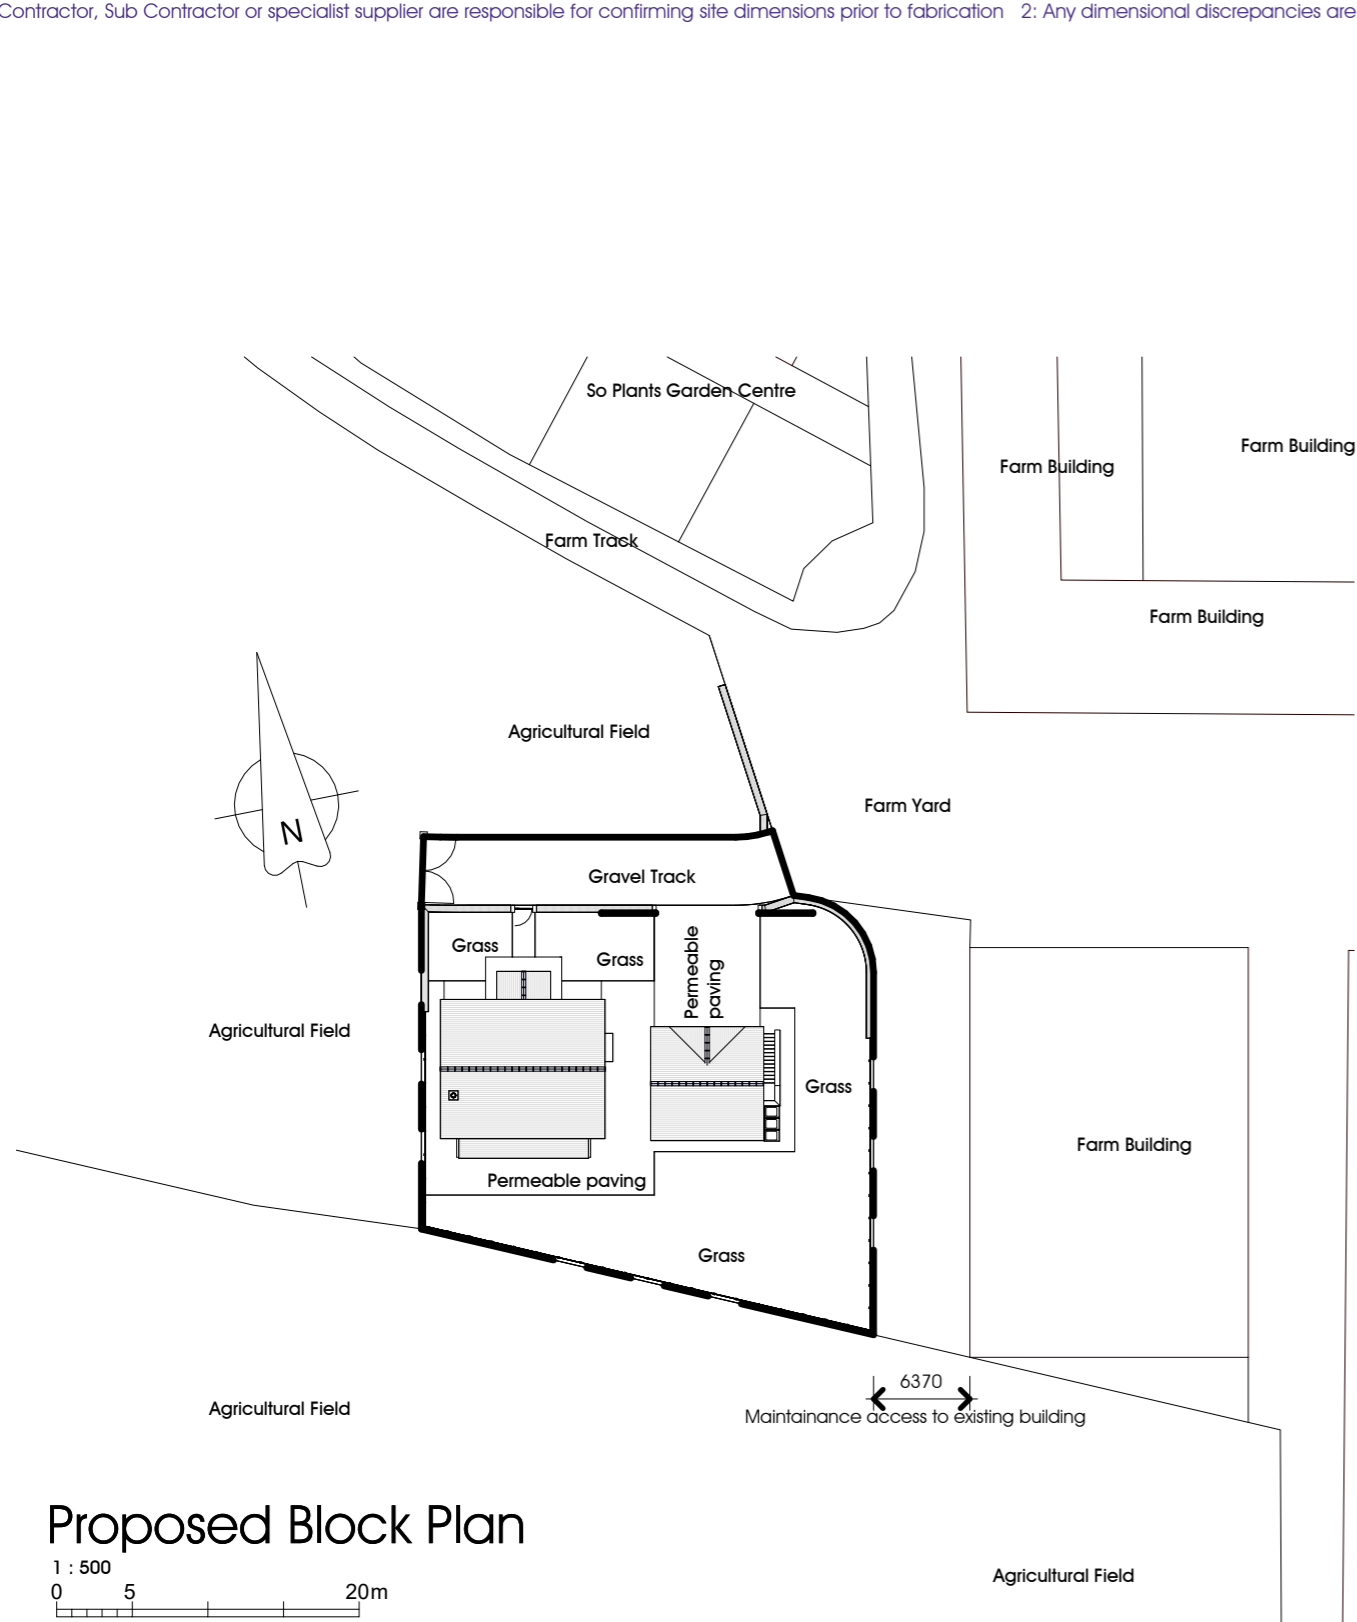 Contractor, Sub Contractor or specialist supplier are responsible for confirming site dimensions prior to fabrication 2: Any dimensional discrepancies are
So Plants Garden Centre
Farm Building
Farm Building
Farm Track
Farm Building
Agricultural Field
Farm Yard
N
Gravel Track
Grass
Grass
Permeable
paving
Agricultural Field
Grass
Farm Building
Permeable paving
Grass
6370
Maintainance access to existing building
Agricultural Field
Proposed Block Plan
1 : 500
0 5 20m
Agricultural Field